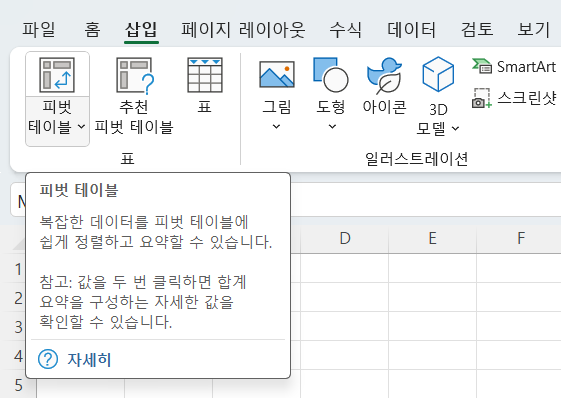 파일 홈 삽입 페이지 레이아웃 수식 데이터 검토 보기
피벗
테이블
추천
피벗 테이블
표
그림
도형
아이콘
3D
모델
SmartArt
스크린샷
표
일러스트레이션
피벗 테이블
복잡한 데이터를 피벗 테이블에
쉽게 정렬하고 요약할 수 있습니다.
참고: 값을 두 번 클릭하면 합계
요약을 구성하는 자세한 값을
확인할 수 있습니다.
자세히
D E F
1
2
3
4
5